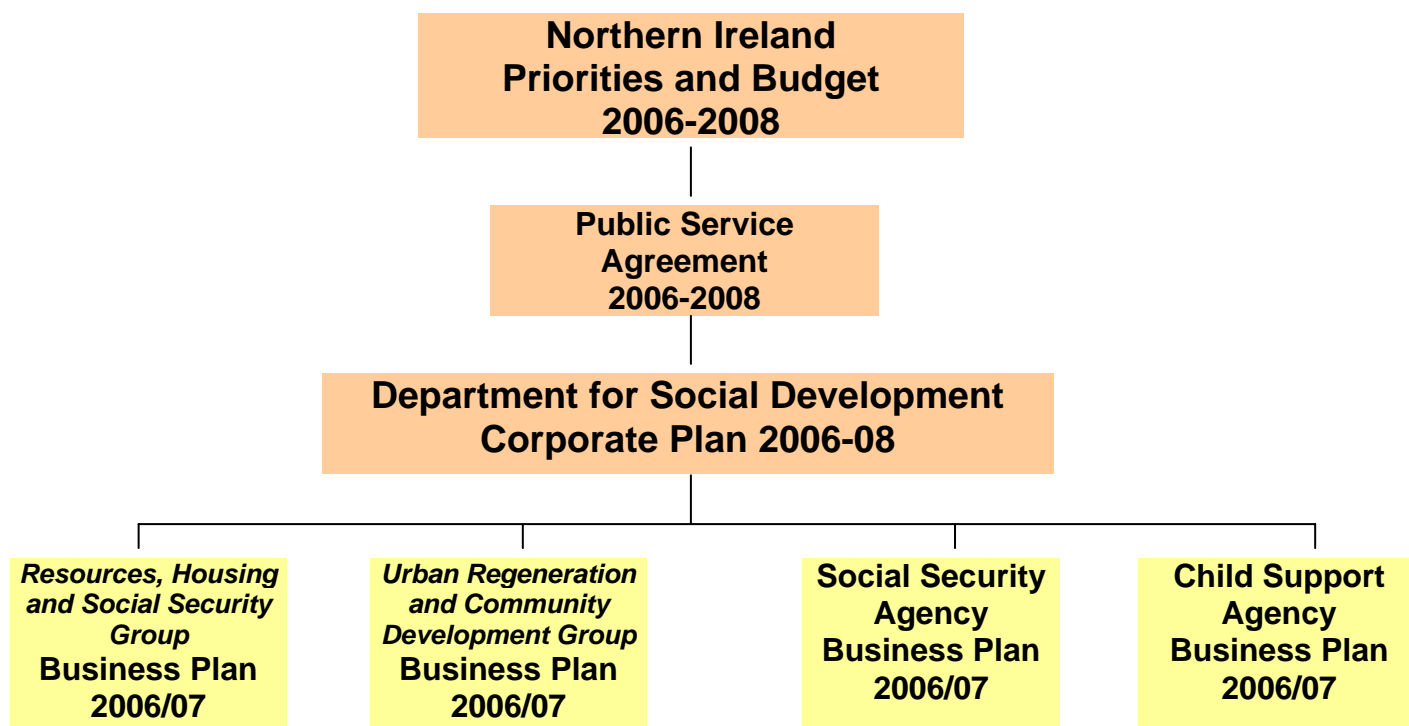 Northern Ireland
Priorities and Budget
2006-2008
Public Service
Agreement
2006-2008
Department for Social Development
Corporate Plan 2006-08
Resources, Housing
and Social Security
Group
Business Plan
2006/07
Urban Regeneration
and Community
Development Group
Business Plan
2006/07
Social Security
Agency
Business Plan
2006/07
Child Support
Agency
Business Plan
2006/07